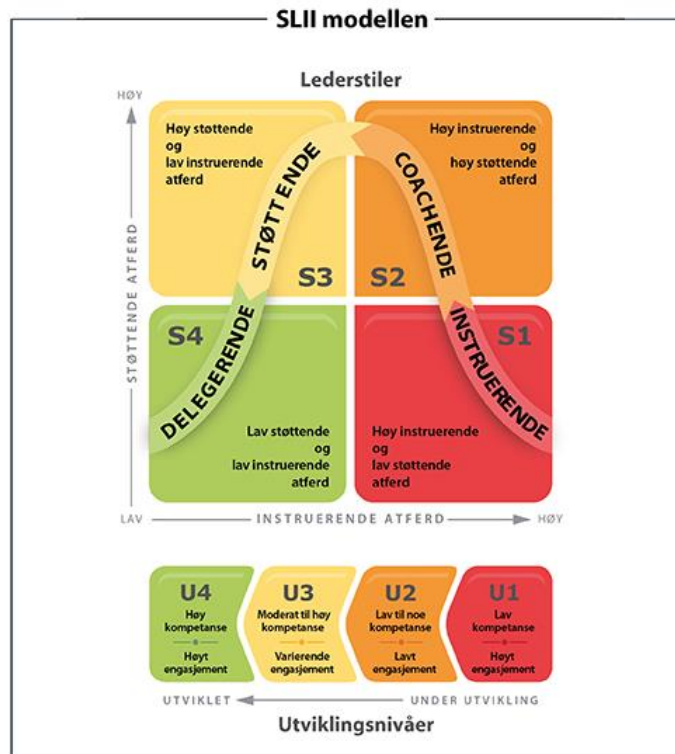 SLII modellen
Lederstiler
HØY
STØTTENDE ATFERD
Høy støttende
og
lav instruerende
atferd
S3
STØTTENDE
Høy instruerende
og
høy støttende
atferd
S2
COACHENDE
S4
DELEGERENDE
Lav støttende
og
lav instruerende
atferd
S1
INSTRUERENDE
Høy instruerende
og
lav støttende
atferd
LAV
INSTRUERENDE ATFERD
HØY
U4
Høy
kompetanse
Høyt
engasjement
U3
Moderat til høy
kompetanse
Varierende
engasjement
U2
Lav til noe
kompetanse
Lavt
engasjement
U1
Lav
kompetanse
Høyt
engasjement
UTVIKLET
UNDER UTVIKLING
Utviklingsnivåer